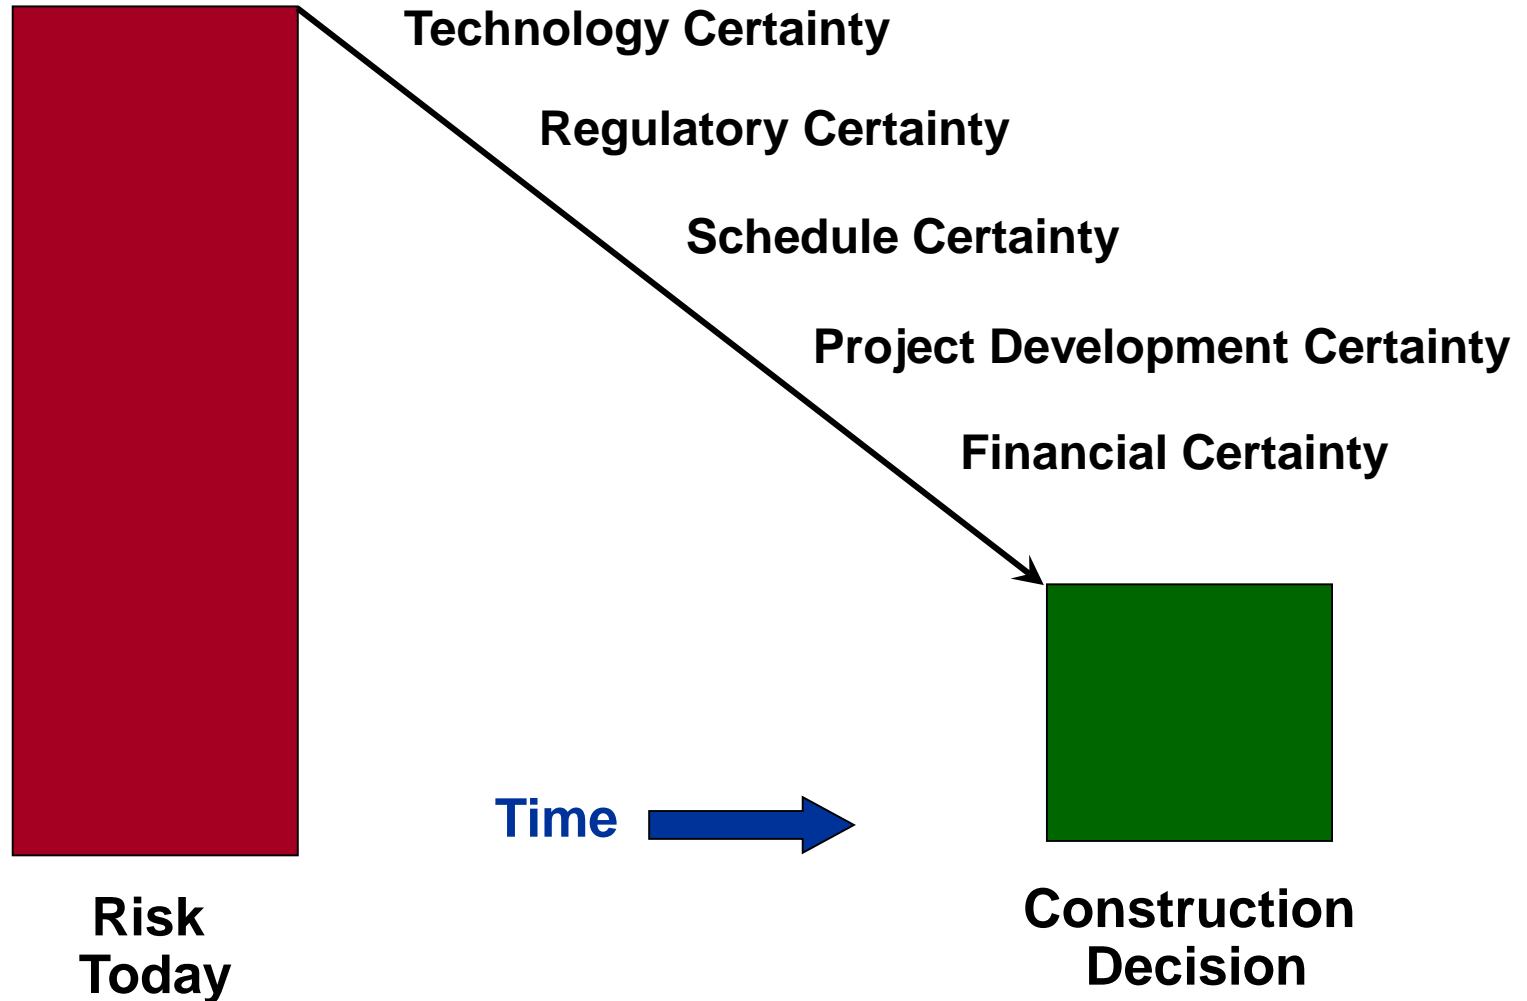 Technology Certainty
Regulatory Certainty
Schedule Certainty
Project Development Certainty
Financial Certainty
Time
Risk
Today
Construction
Decision